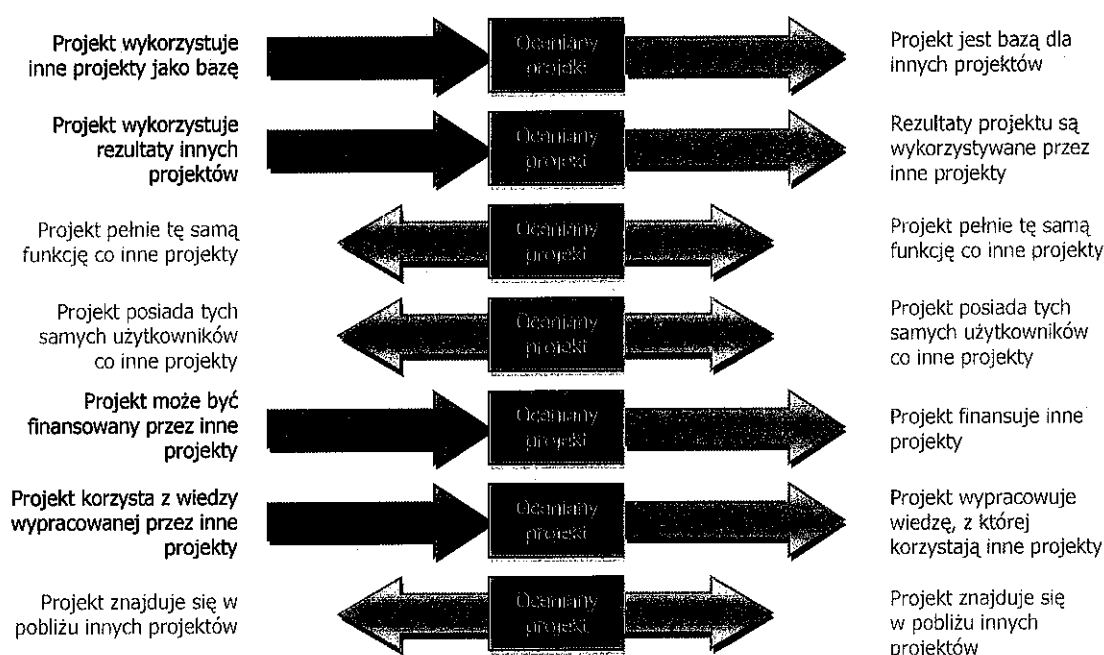 Projekt wykorzystuje
inne projekty jako bazę
Oceniany
projekt
Projekt jest bazą dla
innych projektów
Projekt wykorzystuje
rezultaty innych
projektów
Oceniany
projekt
Rezultaty projektu są
wykorzystywane przez
inne projekty
Projekt pełnie tę samą
funkcję co inne projekty
Oceniany
projekt
Projekt pełnie tę samą
funkcję co inne projekty
Projekt posiada tych
samych użytkowników
co inne projekty
Oceniany
projekt
Projekt posiada tych
samych użytkowników
co inne projekty
Projekt może być
finansowany przez inne
projekty
Oceniany
projekt
Projekt finansuje inne
projekty
Projekt korzysta z wiedzy
wypracowanej przez inne
projekty
Oceniany
projekt
Projekt wypracowuje
wiedzę, z której
korzystają inne projekty
Projekt znajduje się w
pobliżu innych projektów
Oceniany
projekt
Projekt znajduje się
w pobliżu innych
projektów